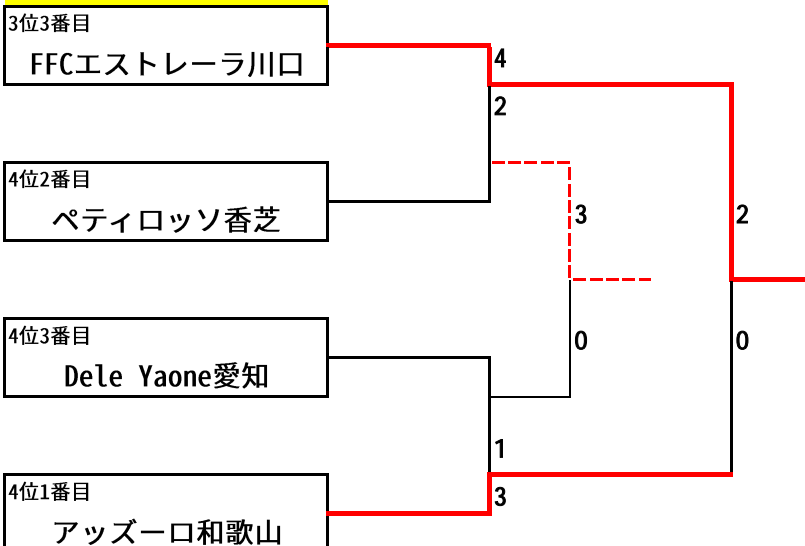 3位3番目
FFCエストレーラ川口
4
2
4位2番目
ペティロッソ香芝
3
2
4位3番目
Dele Yaone愛知
0
0
1
4位1番目
アッズーロ和歌山
3